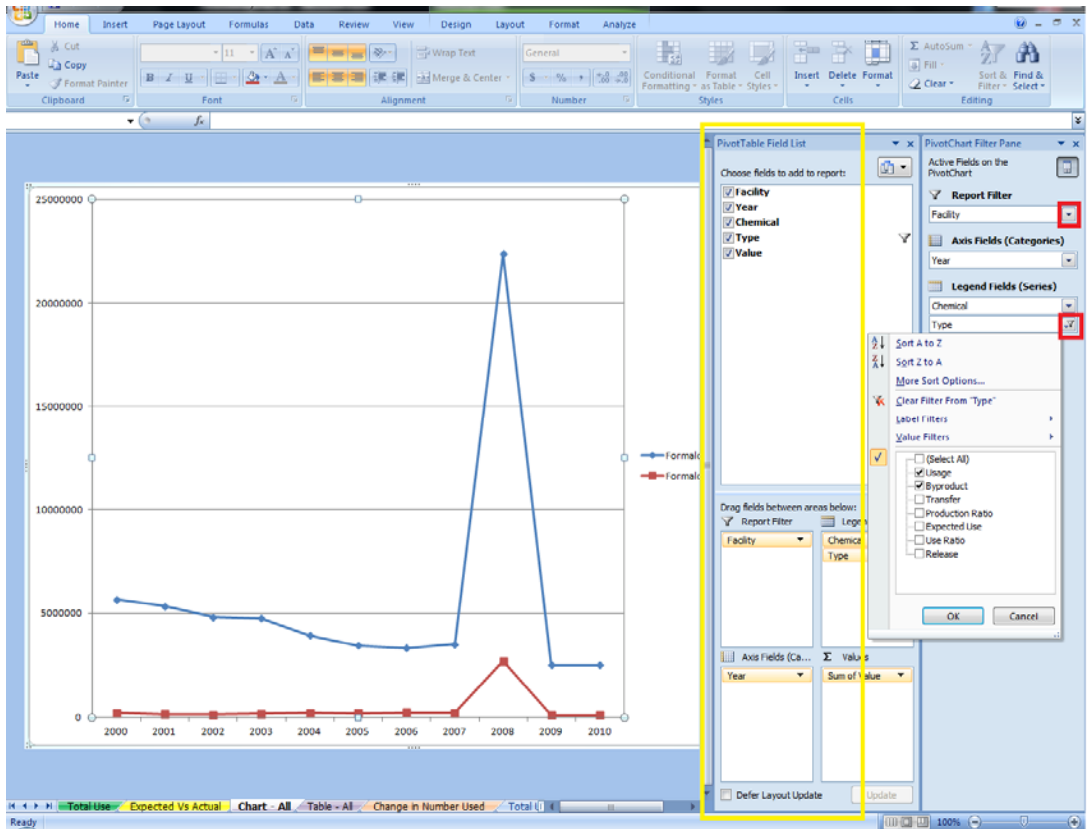 Home Insert Page Layout Formulas Data Review View Design Layout Format Analyze
Paste
Cut
Copy
Format Painter
Clipboard
11 A A
B I U A
Font
Wrap Text
Merge & Center
Alignment
General
$ % ,
Number
Conditional Formatting
Format as Table
Cell Styles
Styles
Insert Delete Format
Cells
Σ AutoSum
Fill
Clear
Sort & Filter
Find & Select
Editing
fx
25000000
20000000
15000000
10000000
5000000
0
2000 2001 2002 2003 2004 2005 2006 2007 2008 2009 2010
Formalc
Formalc
PivotTable Field List
Choose fields to add to report:
Facility
Year
Chemical
Type
Value
Drag fields between areas below:
Report Filter
Legen
Facility
Chemica
Type
Axis Fields (Ca...
Σ Values
Year
Sum of Value
Defer Layout Update
Update
PivotChart Filter Pane
Active Fields on the
PivotChart
Report Filter
Facility
Axis Fields (Categories)
Year
Legend Fields (Series)
Chemical
Type
Sort A to Z
Sort Z to A
More Sort Options...
Clear Filter From "Type"
Label Filters
Value Filters
(Select All)
Usage
Byproduct
Transfer
Production Ratio
Expected Use
Use Ratio
Release
OK Cancel
Total Use Expected Vs Actual Chart - All Table - All Change in Number Used Total U
Ready
100%